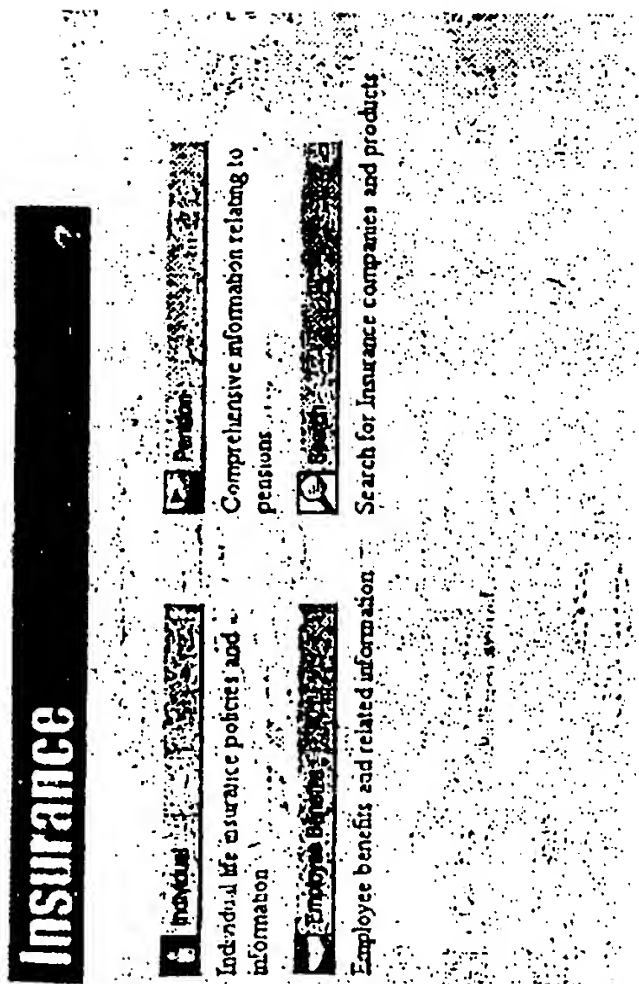 Insurance
?
Individual
Individual life insurance policies and
information
Pension
Comprehensive information relating to
pensions
Employee Benefits
Employee benefits and related information
Search
Search for Insurance companies and products